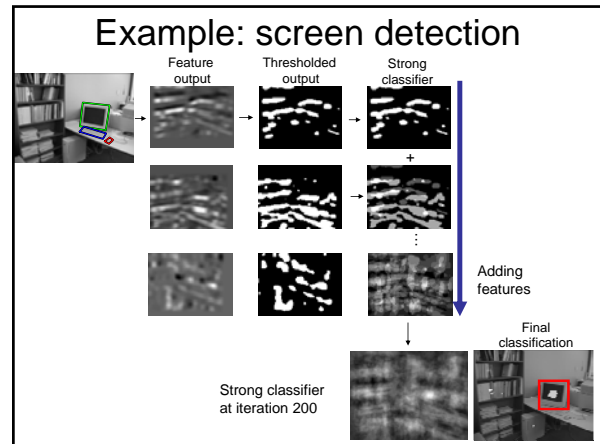 Example: screen detection
Feature
output
Thresholded
output
Strong
classifier
+
⋮
Adding
features
Final
classification
Strong classifier
at iteration 200